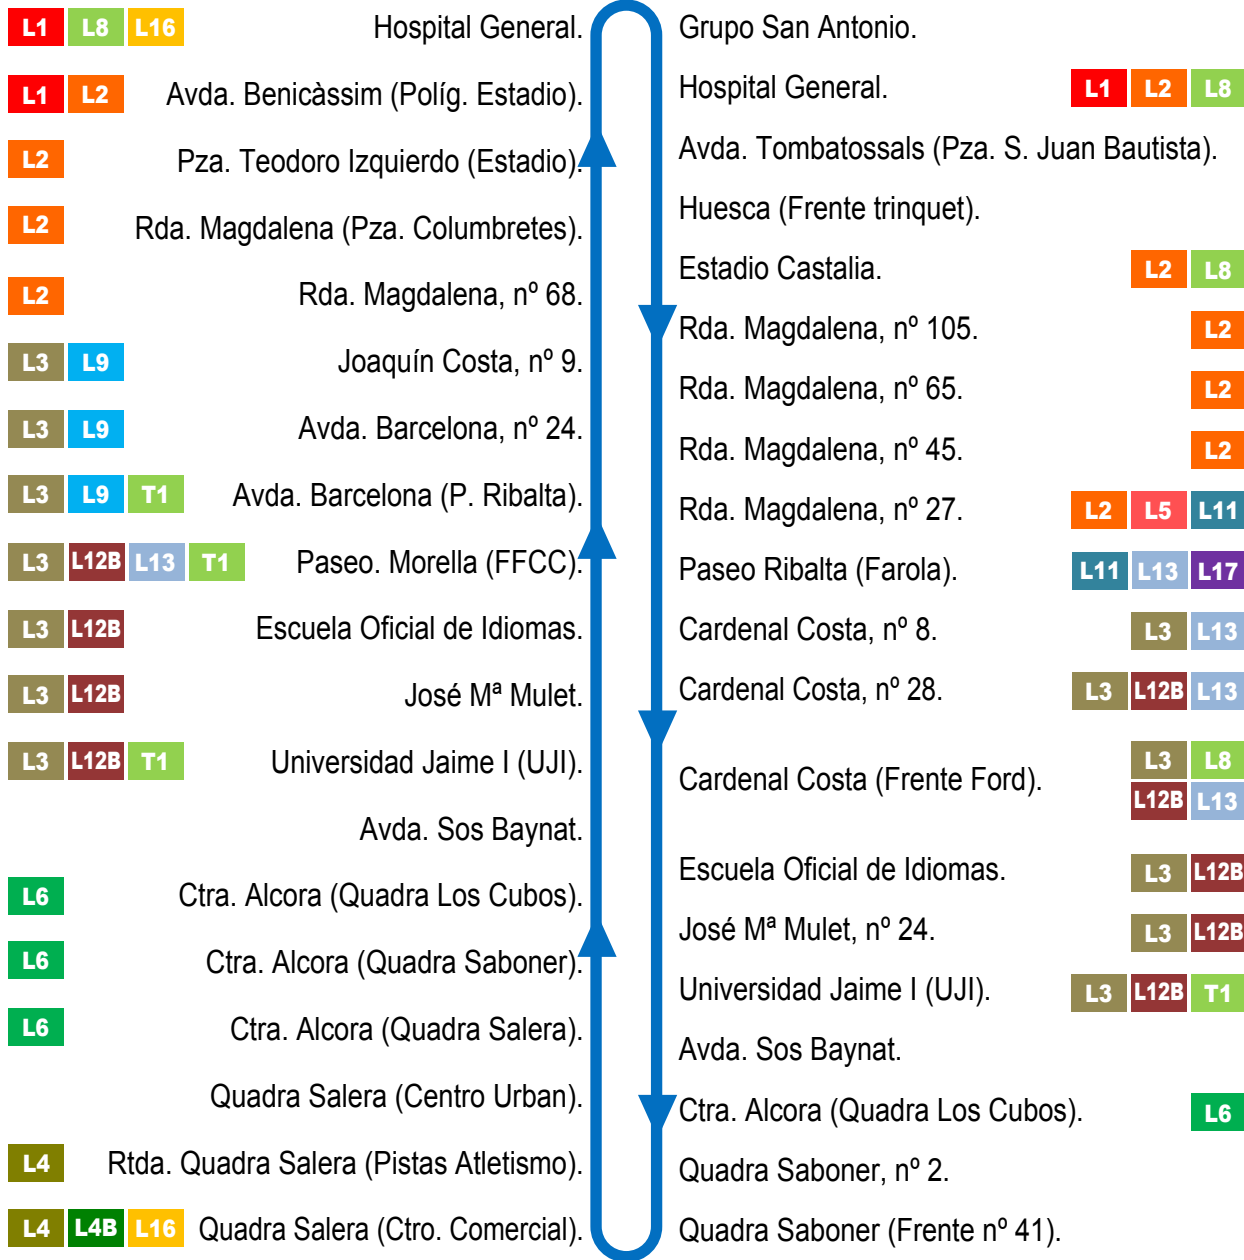 L1 L8 L16 Hospital General.
L1 L2 Avda. Benicàssim (Políg. Estadio).
L2 Pza. Teodoro Izquierdo (Estadio).
L2 Rda. Magdalena (Pza. Columbretes).
L2 Rda. Magdalena, nº 68.
L3 L9 Joaquín Costa, nº 9.
L3 L9 Avda. Barcelona, nº 24.
L3 L9 T1 Avda. Barcelona (P. Ribalta).
L3 L12B L13 T1 Paseo. Morella (FFCC).
L3 L12B Escuela Oficial de Idiomas.
L3 L12B José Mª Mulet.
L3 L12B T1 Universidad Jaime I (UJI).
Avda. Sos Baynat.
L6 Ctra. Alcora (Quadra Los Cubos).
L6 Ctra. Alcora (Quadra Saboner).
L6 Ctra. Alcora (Quadra Salera).
Quadra Salera (Centro Urban).
L4 Rtda. Quadra Salera (Pistas Atletismo).
L4 L4B L16 Quadra Salera (Ctro. Comercial).
Grupo San Antonio.
Hospital General. L1 L2 L8
Avda. Tombatossals (Pza. S. Juan Bautista).
Huesca (Frente trinquet).
Estadio Castalia. L2 L8
Rda. Magdalena, nº 105. L2
Rda. Magdalena, nº 65. L2
Rda. Magdalena, nº 45. L2
Rda. Magdalena, nº 27. L2 L5 L11
Paseo Ribalta (Farola). L11 L13 L17
Cardenal Costa, nº 8. L3 L13
Cardenal Costa, nº 28. L3 L12B L13
Cardenal Costa (Frente Ford). L3 L8
L12B L13
Escuela Oficial de Idiomas. L3 L12B
José Mª Mulet, nº 24. L3 L12B
Universidad Jaime I (UJI). L3 L12B T1
Avda. Sos Baynat.
Ctra. Alcora (Quadra Los Cubos). L6
Quadra Saboner, nº 2.
Quadra Saboner (Frente nº 41).